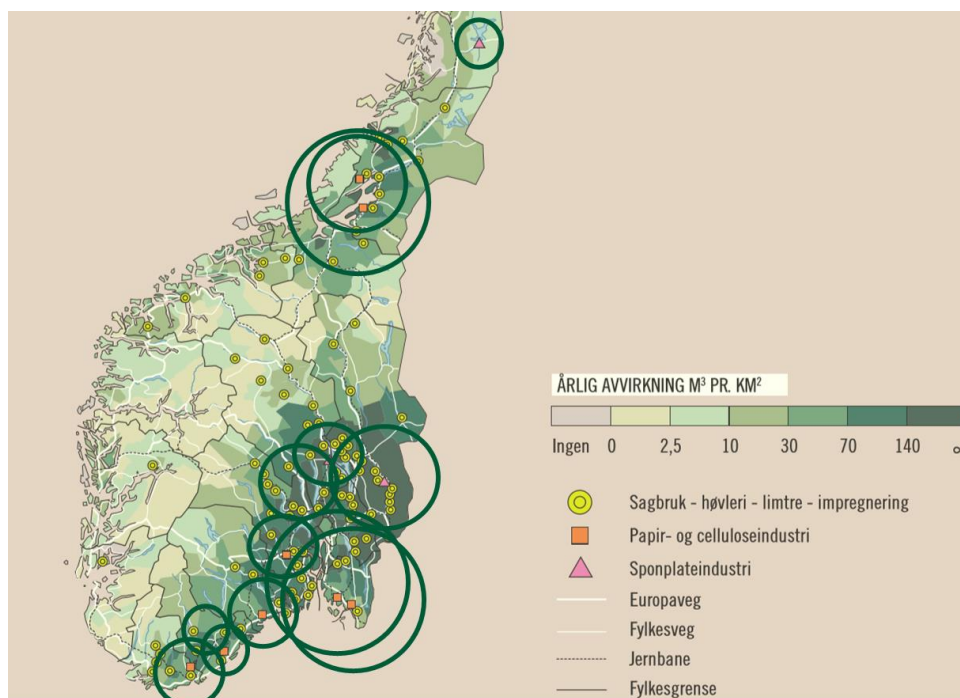 ÅRLIG AVVIRKNING M³ PR. KM²
Ingen 0 2,5 10 30 70 140
Sagbruk - høvleri - limtre - impregnering
Papir- og celluloseindustri
Sponplateindustri
Europaveg
Fylkesveg
Jernbane
Fylkesgrense